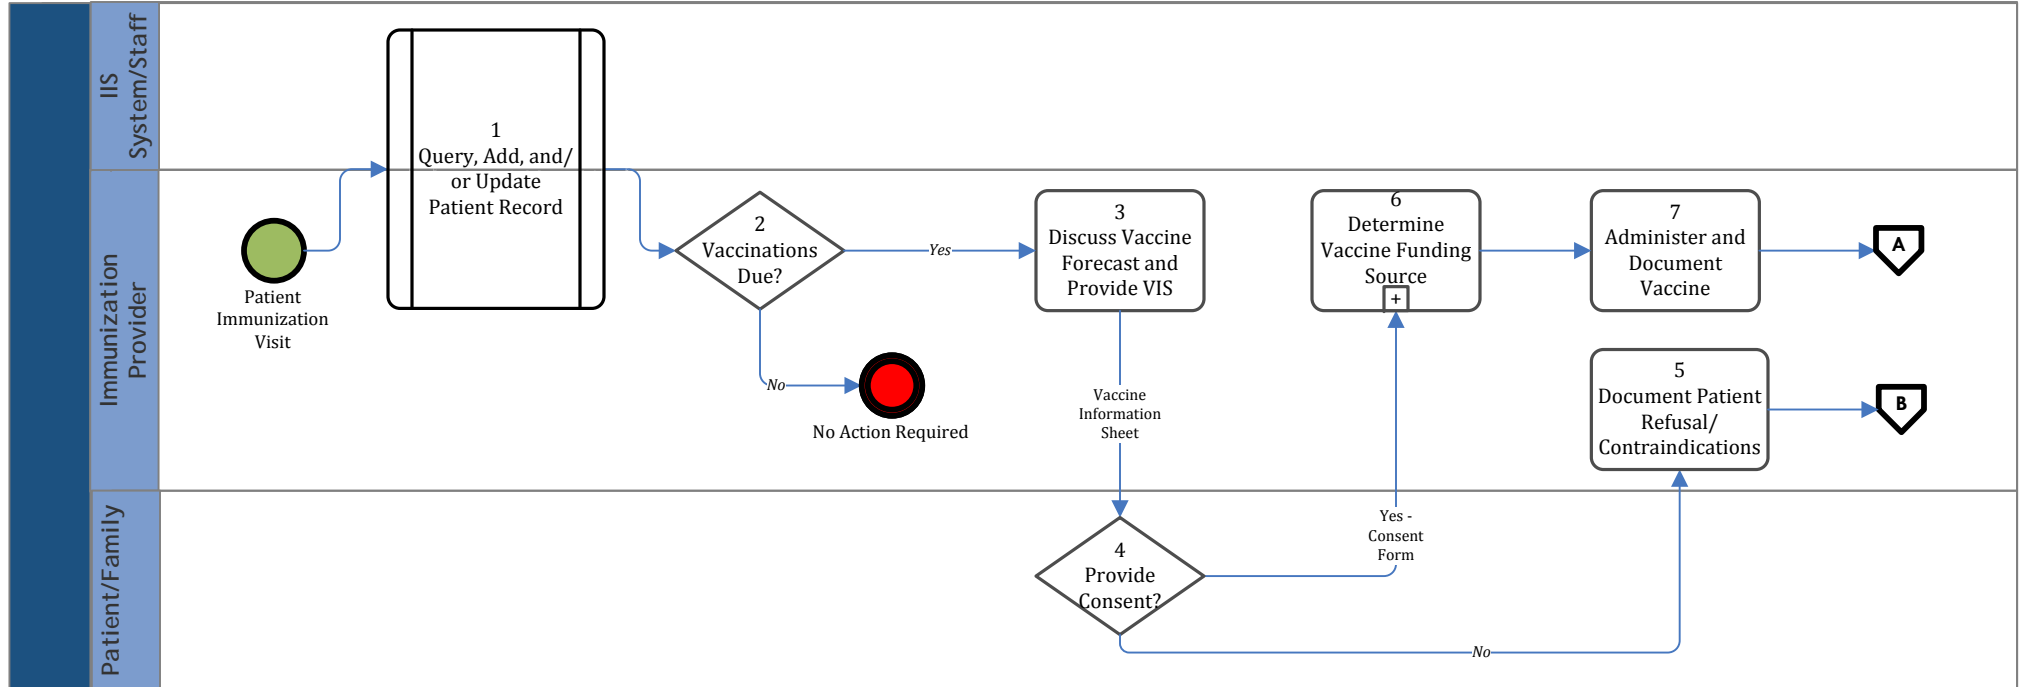 IIS
System/Staff
1
Query, Add, and/
or Update
Patient Record
Immunization
Provider
Patient
Immunization
Visit
2
Vaccinations
Due?
Yes
No
No Action Required
3
Discuss Vaccine
Forecast and
Provide VIS
Vaccine
Information
Sheet
6
Determine
Vaccine Funding
Source
+
7
Administer and
Document
Vaccine
A
5
Document Patient
Refusal/
Contraindications
B
Patient/Family
4
Provide
Consent?
Yes -
Consent
Form
No